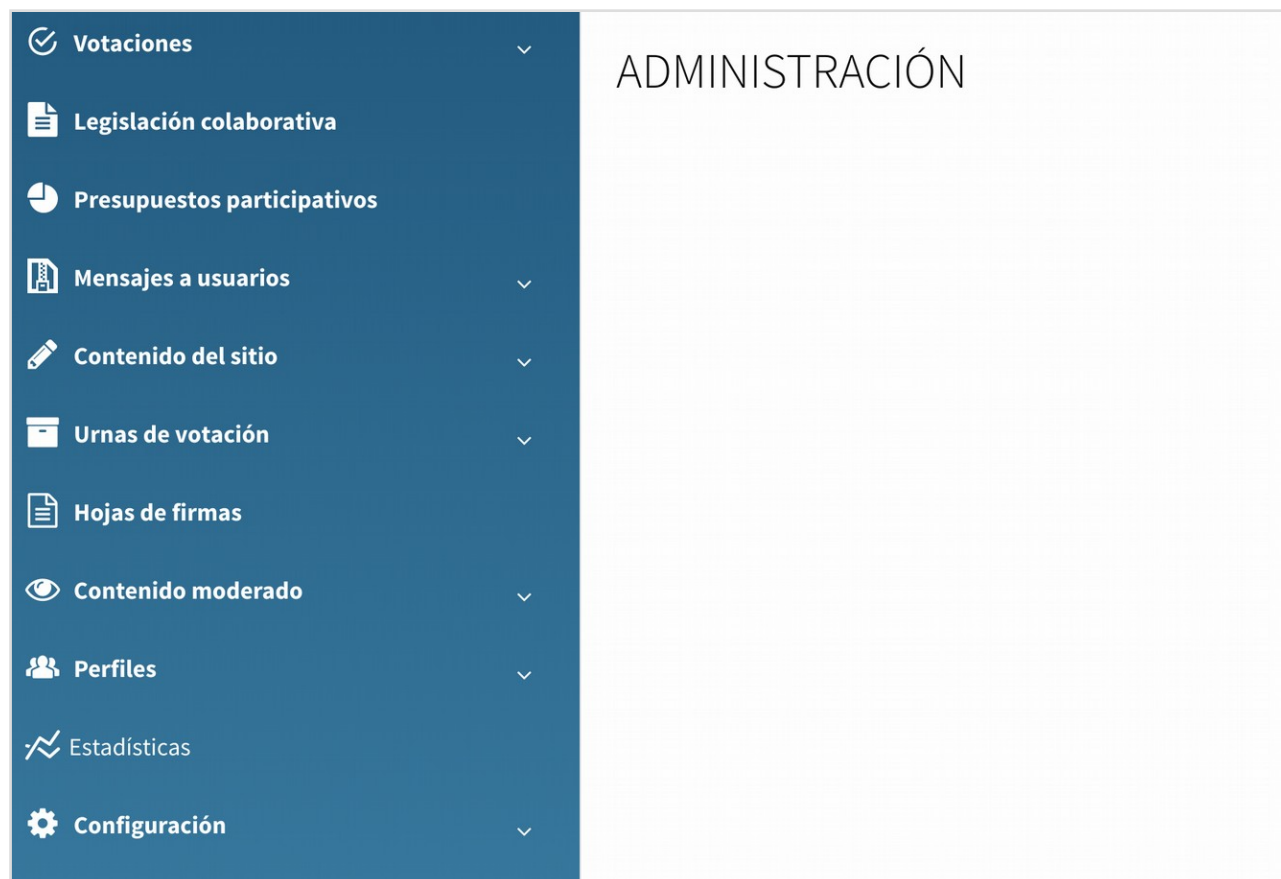 Votaciones
ADMINISTRACIÓN
Legislación colaborativa
Presupuestos participativos
Mensajes a usuarios
Contenido del sitio
Urnas de votación
Hojas de firmas
Contenido moderado
Perfiles
Estadísticas
Configuración